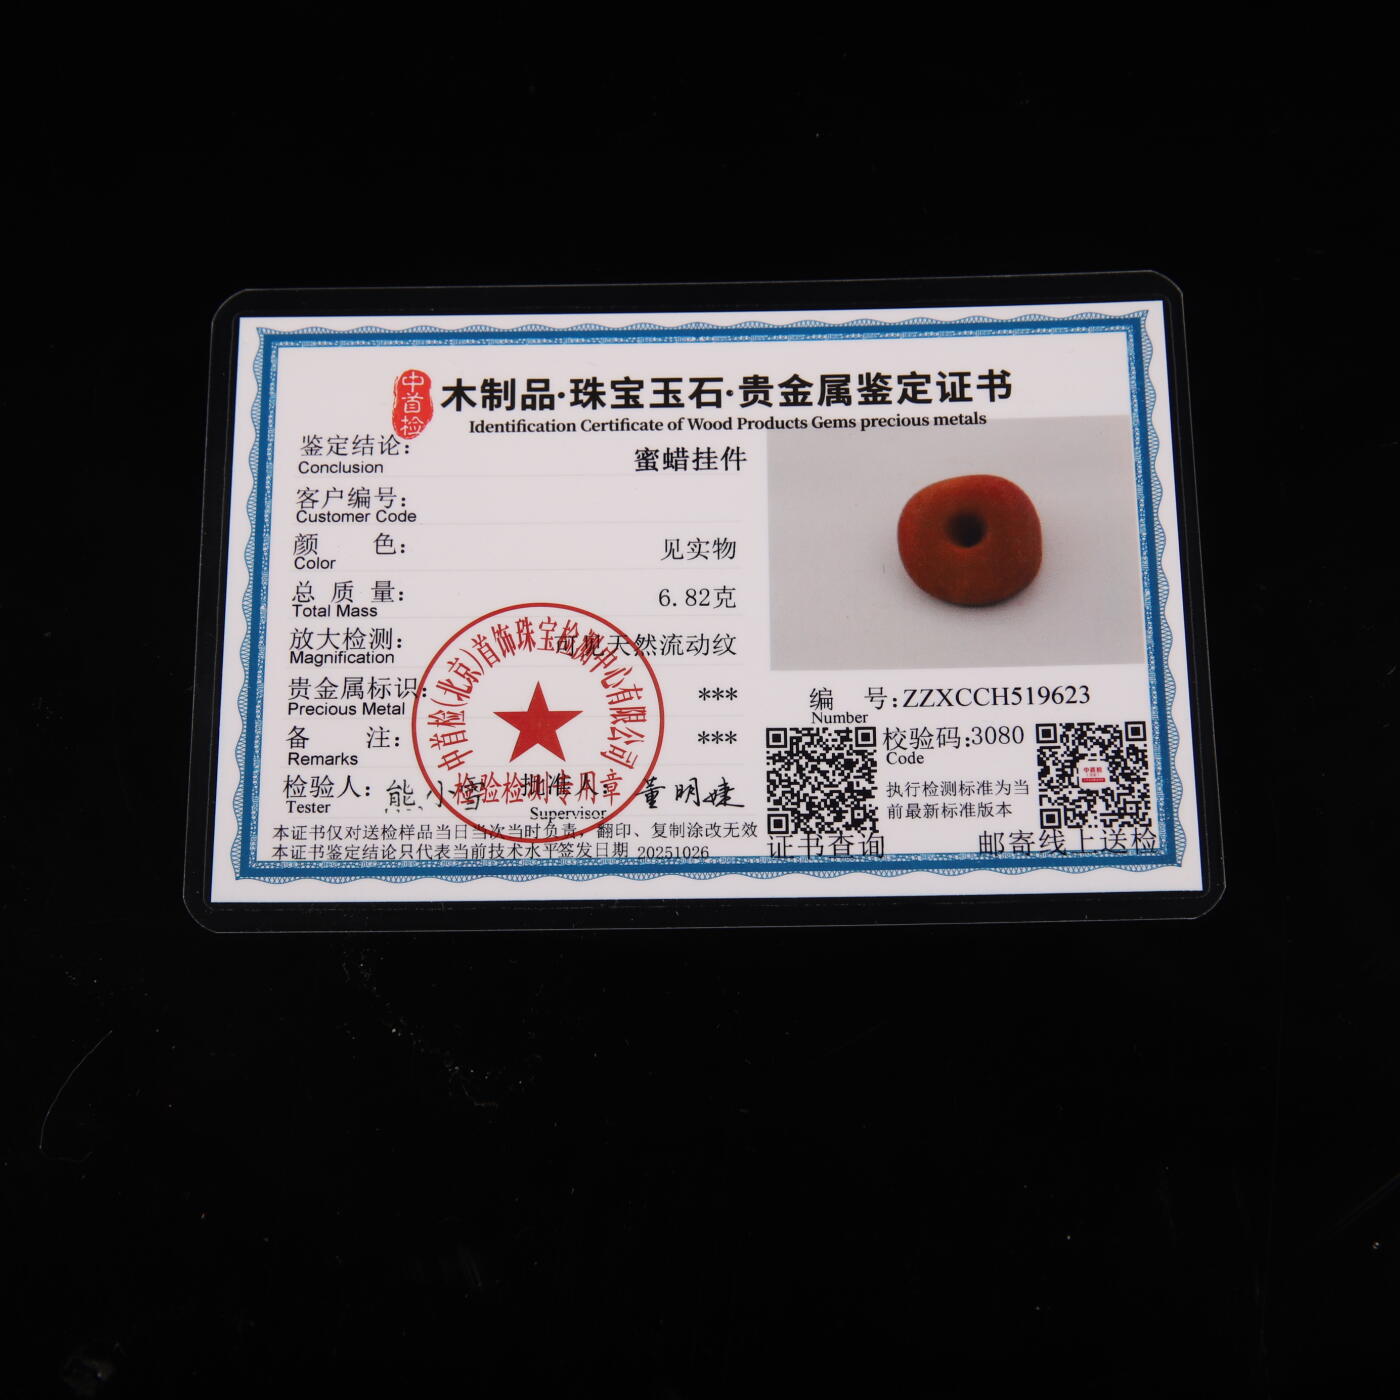 中首检
木制品·珠宝玉石·贵金属鉴定证书
Identification Certificate of Wood Products Gems precious metals
鉴定结论: 蜜蜡挂件
Conclusion
客户编号:
Customer Code
颜 色: 见实物
Color
总 质 量: 6.82克
Total Mass
放大检测: 可见天然流动纹
Magnification
贵金属标识: ***
Precious Metal
备 注: ***
Remarks
检验人: 批准人: 董明婕
Tester Supervisor
本证书仅对送检样品当日当次当时负责,翻印、复制涂改无效
本证书鉴定结论只代表当前技术水平签发日期 20251026
中首检(北京)首饰珠宝检测中心有限公司
检验检测专用章
编 号:ZZXCCH519623
Number
校验码:3080
Code
执行检测标准为当
前最新标准版本
证书查询
邮寄线上送检